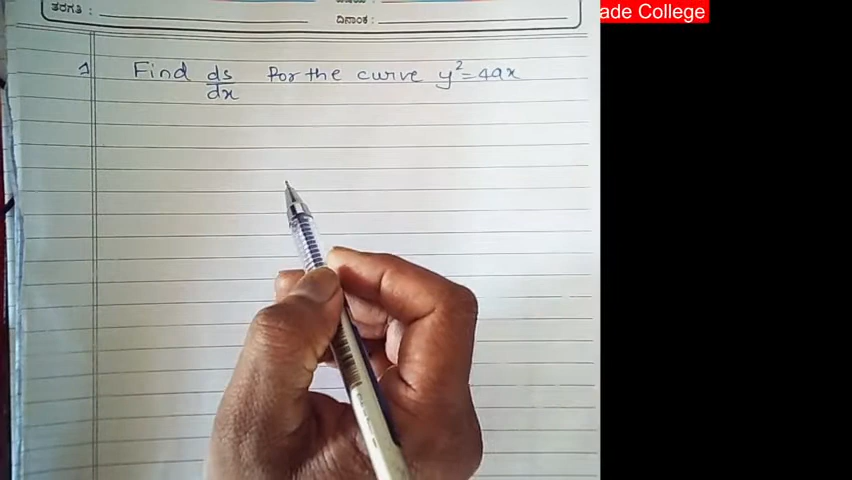 ade College
ತರಗತಿ :
ದಿನಾಂಕ :
1 Find ds/dx for the curve y²=4ax